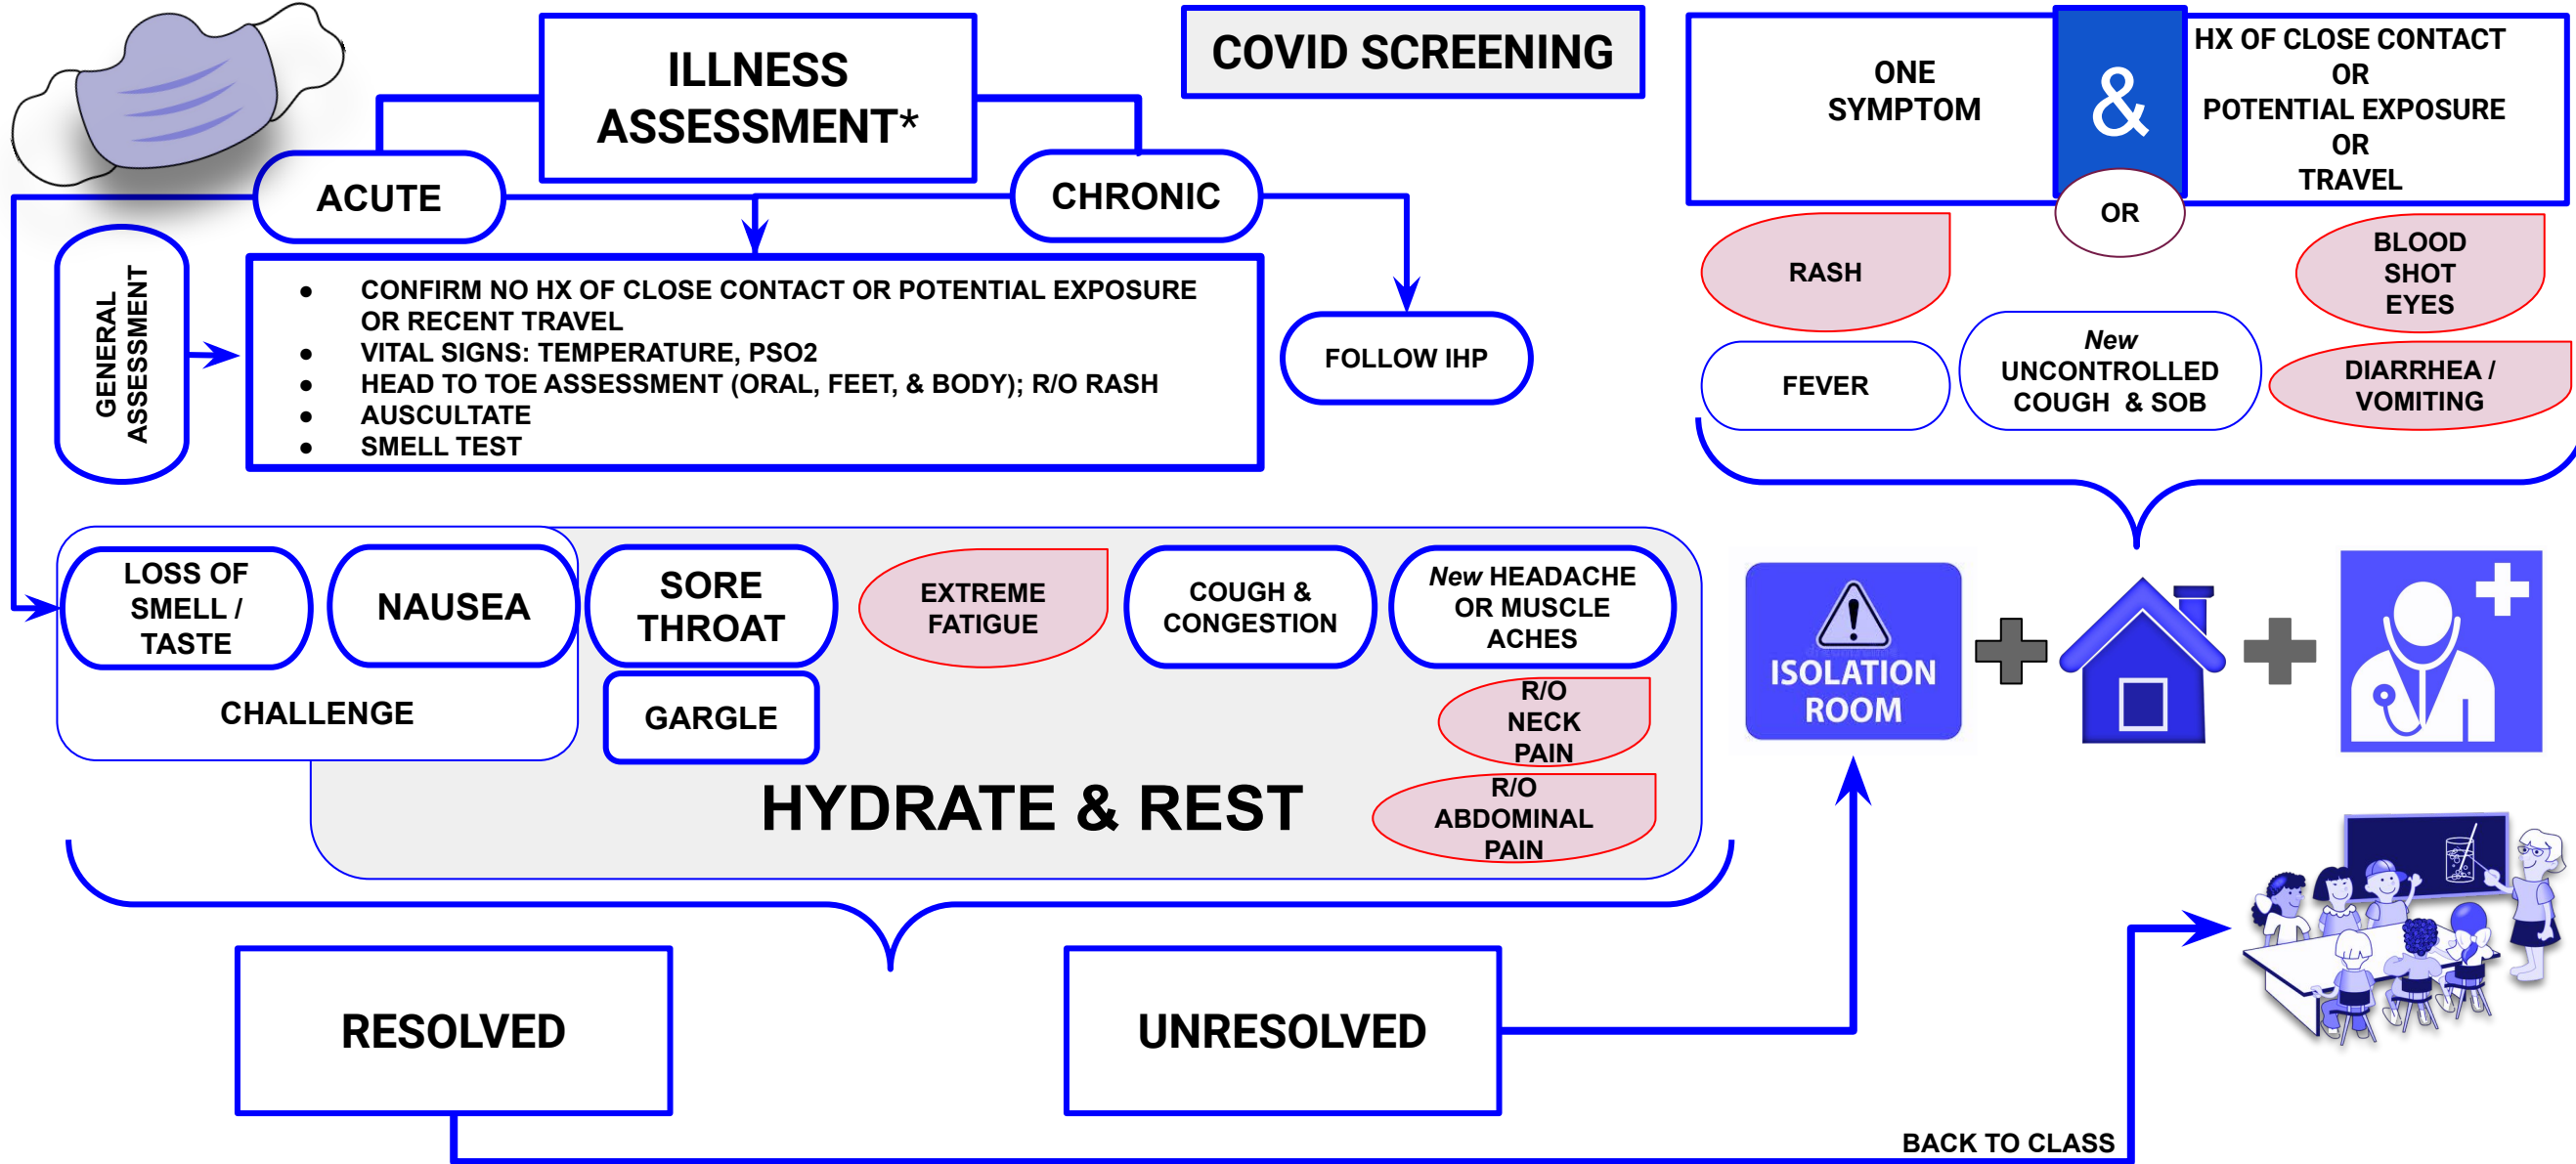 ILLNESS
ASSESSMENT*
COVID SCREENING
ONE
SYMPTOM
&
HX OF CLOSE CONTACT
OR
POTENTIAL EXPOSURE
OR
TRAVEL
OR
ACUTE
CHRONIC
GENERAL
ASSESSMENT
● CONFIRM NO HX OF CLOSE CONTACT OR POTENTIAL EXPOSURE
OR RECENT TRAVEL
● VITAL SIGNS: TEMPERATURE, PSO2
● HEAD TO TOE ASSESSMENT (ORAL, FEET, & BODY); R/O RASH
● AUSCULTATE
● SMELL TEST
FOLLOW IHP
RASH
BLOOD
SHOT
EYES
FEVER
New
UNCONTROLLED
COUGH & SOB
DIARRHEA /
VOMITING
LOSS OF
SMELL /
TASTE
NAUSEA
CHALLENGE
SORE
THROAT
GARGLE
EXTREME
FATIGUE
COUGH &
CONGESTION
New HEADACHE
OR MUSCLE
ACHES
R/O
NECK
PAIN
R/O
ABDOMINAL
PAIN
HYDRATE & REST
ISOLATION
ROOM
RESOLVED
UNRESOLVED
BACK TO CLASS